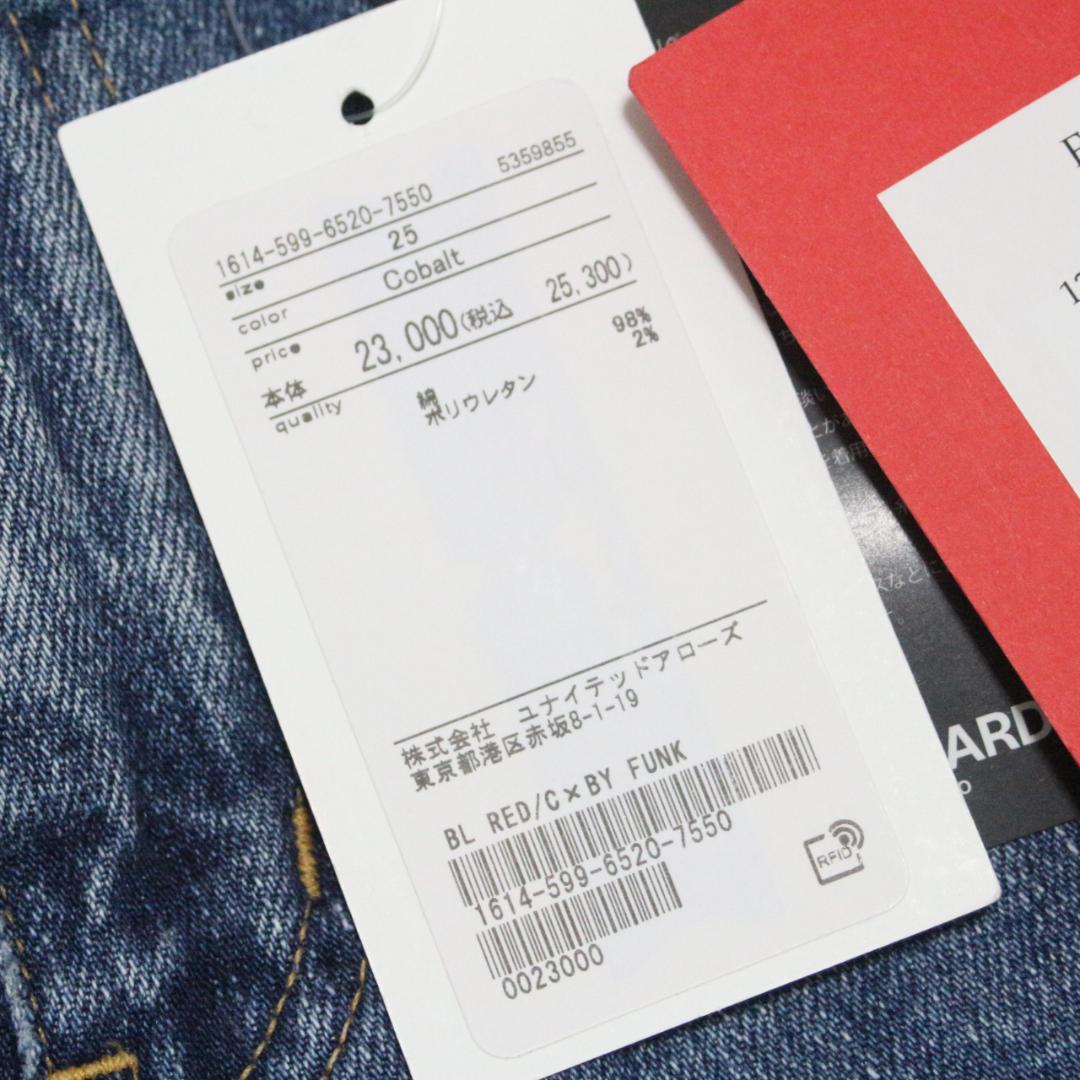 5359855
1614-599-6520-7550
size 25
color Cobalt
price
本体 23,000(税込 25,300)
quality 綿 98%
ポリウレタン 2%
株式会社 ユナイテッドアローズ
東京都港区赤坂8-1-19
BL RED/C×BY FUNK
1614-599-6520-7550
0023000
RFID
ARD